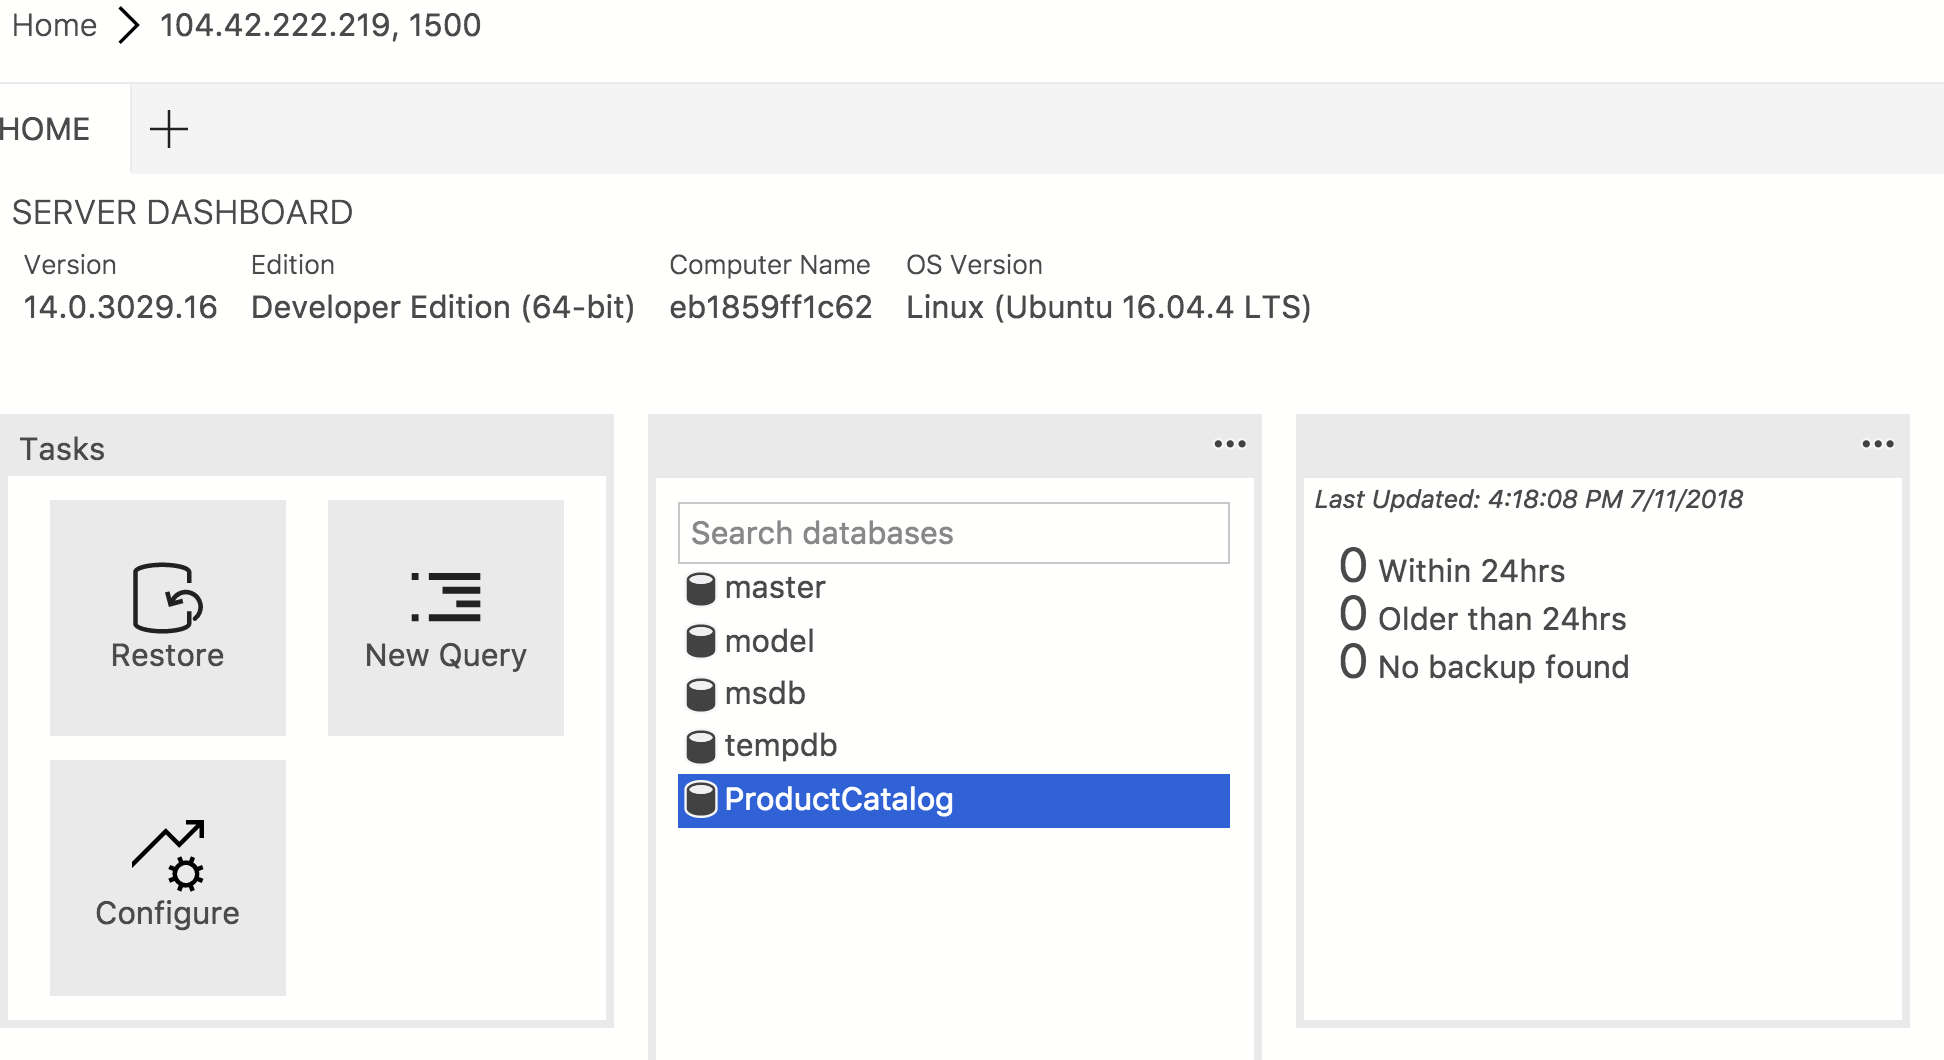 Home 104.42.222.219, 1500
HOME
SERVER DASHBOARD
Version Edition Computer Name OS Version
14.0.3029.16 Developer Edition (64-bit) eb1859ff1c62 Linux (Ubuntu 16.04.4 LTS)
Tasks
Restore
New Query
Configure
Search databases
master
model
msdb
tempdb
ProductCatalog
Last Updated: 4:18:08 PM 7/11/2018
0 Within 24hrs
0 Older than 24hrs
0 No backup found